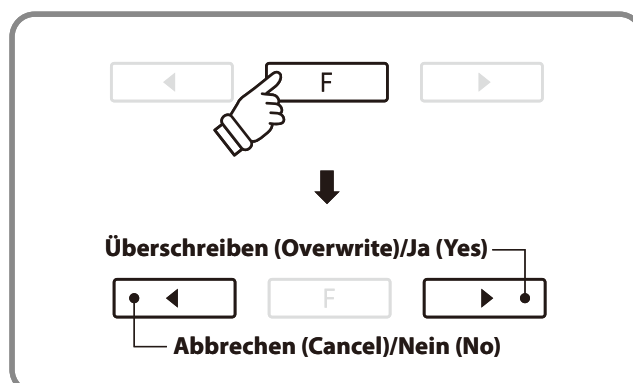 F
Überschreiben (Overwrite)/Ja (Yes)
F
Abbrechen (Cancel)/Nein (No)